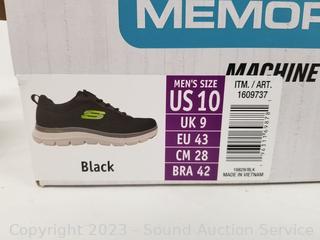 MEMOR
MACHINE
MEN'S SIZE
US 10
UK 9
EU 43
CM 28
BRA 42
ITM. / ART.
1609737
Black
MADE IN VIETNAM
Copyright 2023 - Sound Auction Service